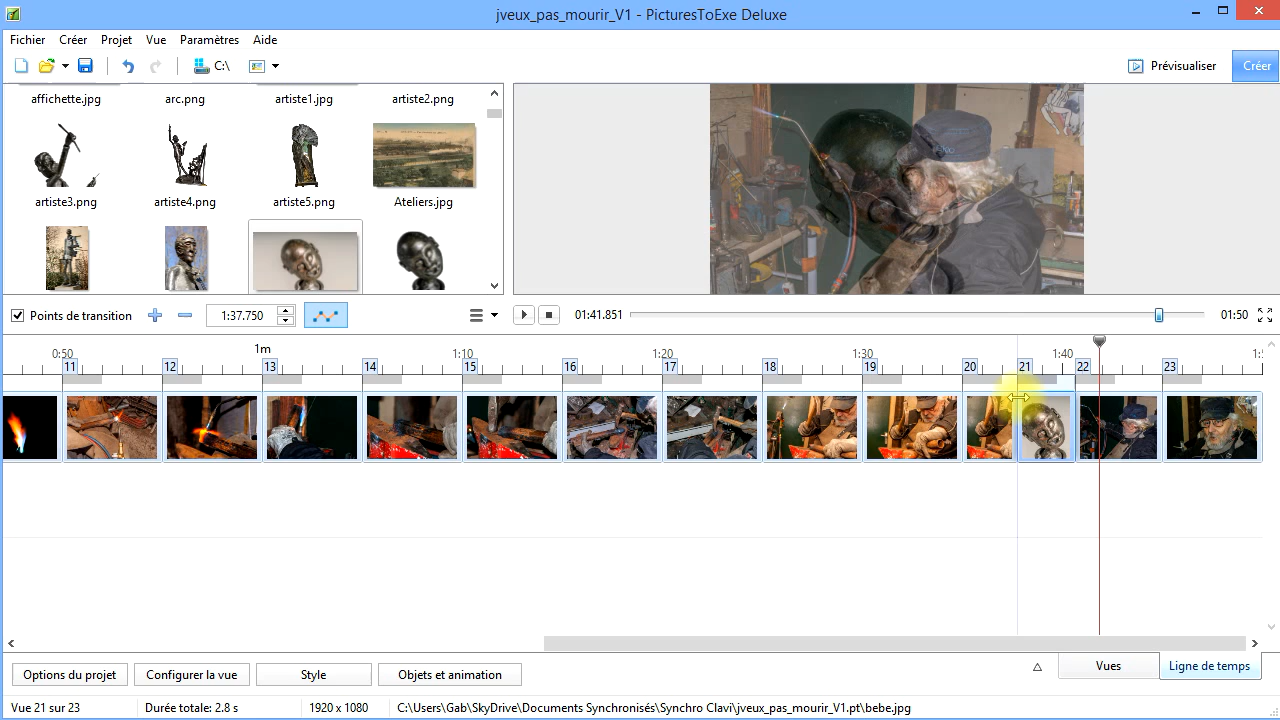 jveux_pas_mourir_V1 - PicturesToExe Deluxe
Fichier Créer Projet Vue Paramètres Aide
C:\ Prévisualiser Créer
affichette.jpg arc.png artiste1.jpg artiste2.png
artiste3.png artiste4.png artiste5.png Ateliers.jpg
Points de transition 1:37.750 01:41.851 01:50
0:50 1m 1:10 1:20 1:30 1:40
11 12 13 14 15 16 17 18 19 20 21 22 23
Options du projet Configurer la vue Style Objets et animation Vues Ligne de temps
Vue 21 sur 23 Durée totale: 2.8 s 1920 x 1080 C:\Users\Gab\SkyDrive\Documents Synchronisés\Synchro Clavi\jveux_pas_mourir_V1.pt\bebe.jpg